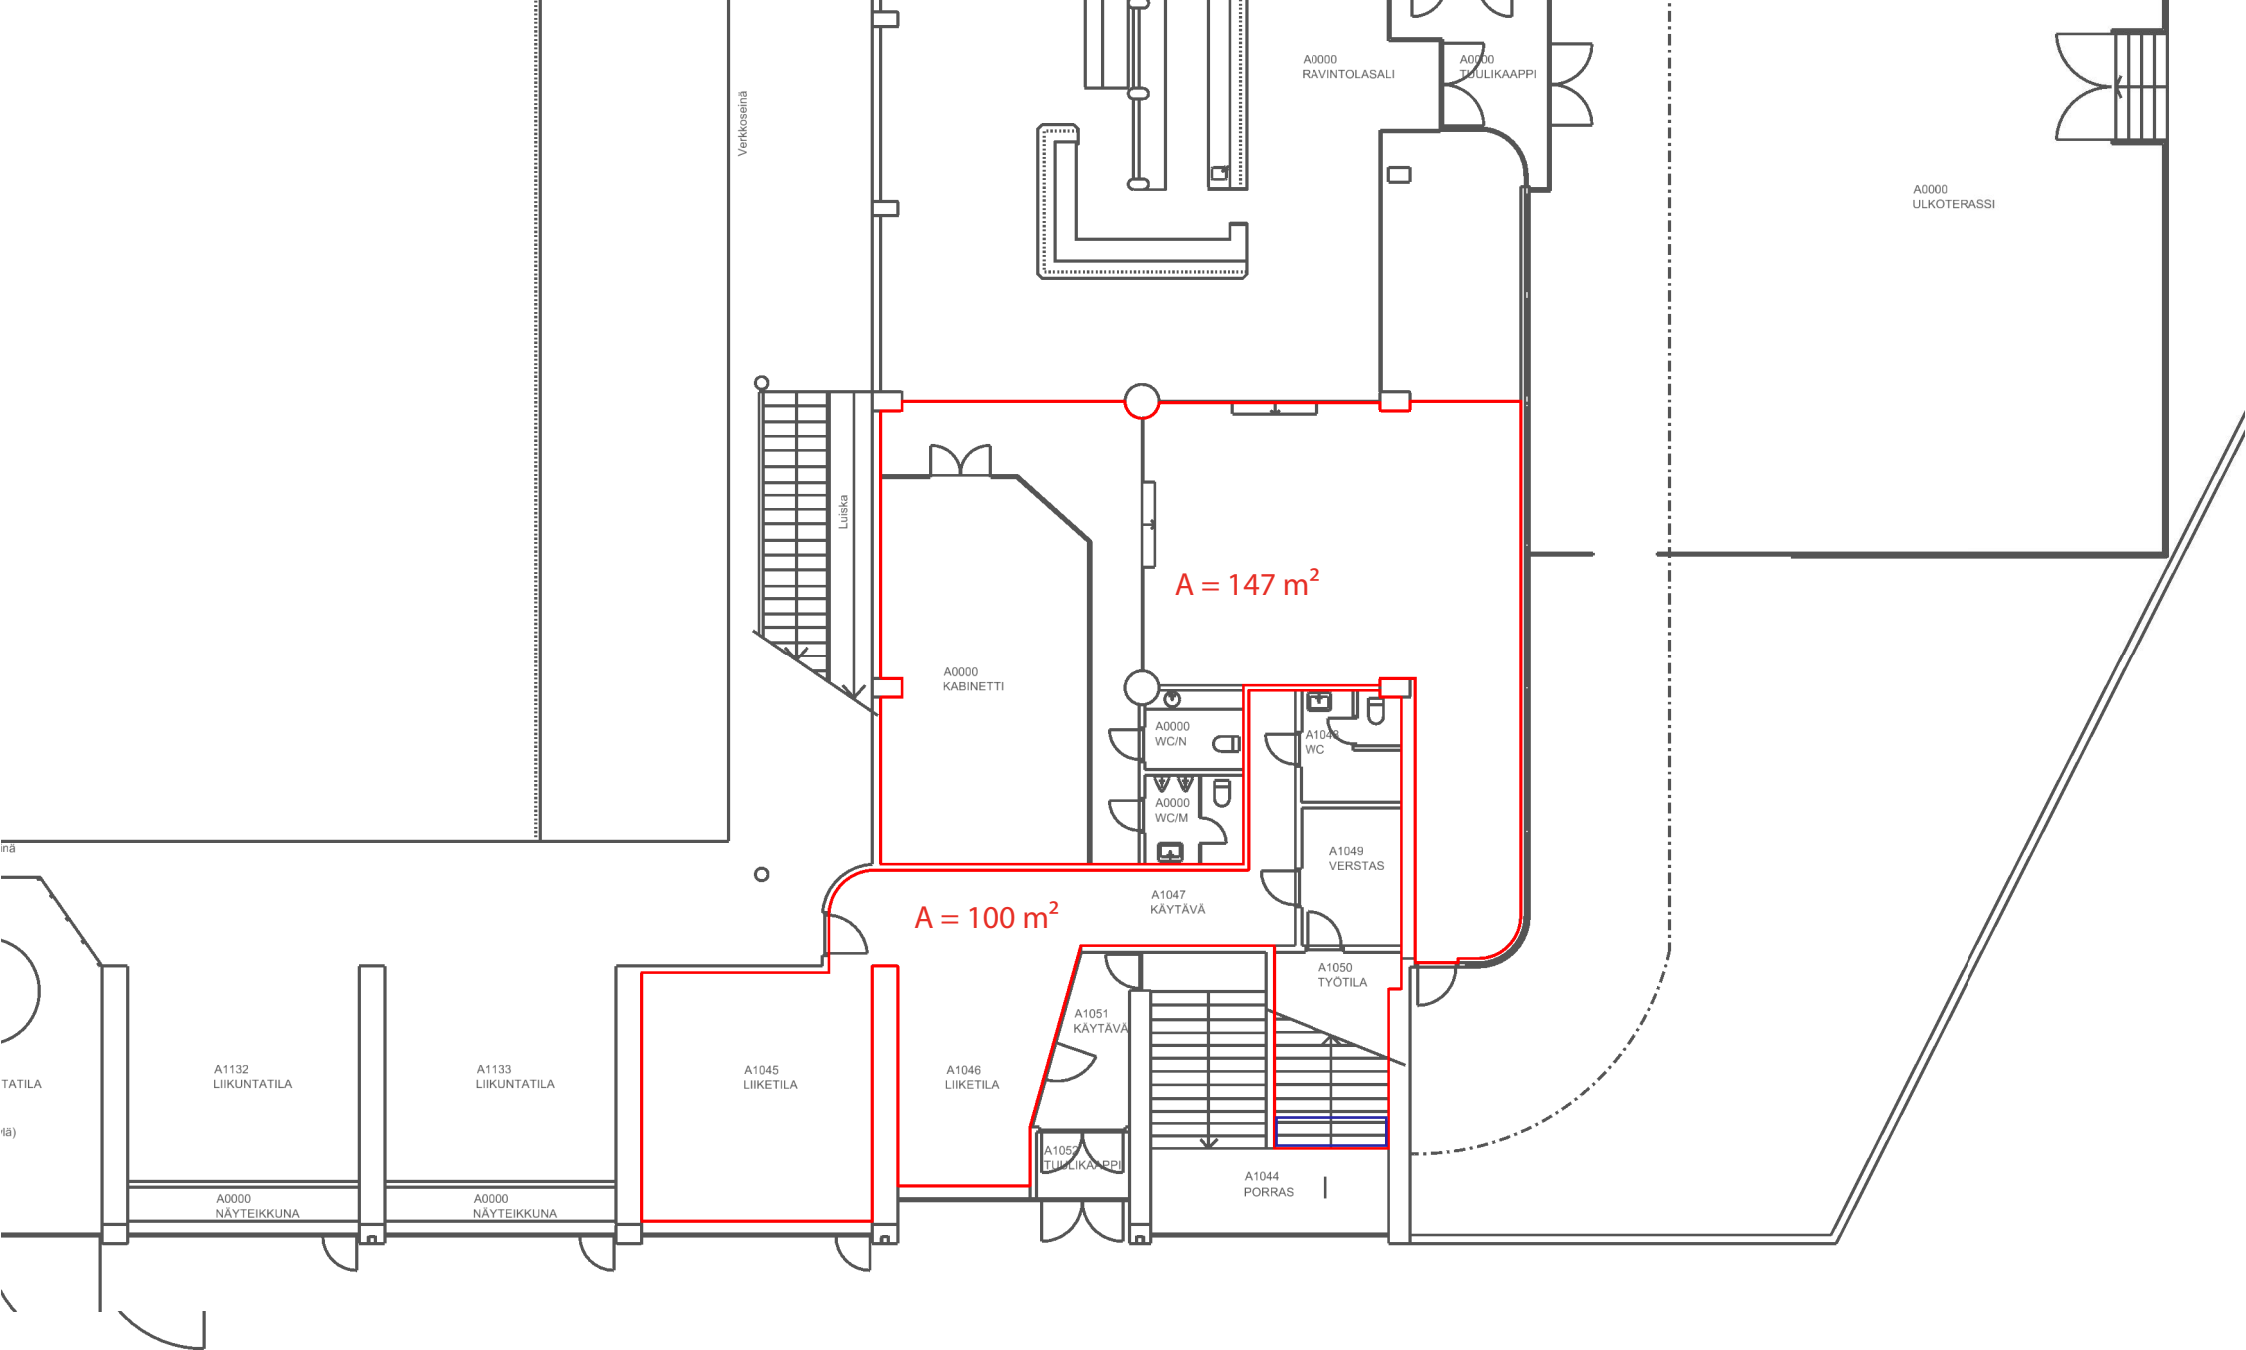 A0000
RAVINTOLASALI
A0000
TUULIKAAPPI
Verkkoseinä
A0000
ULKOTERASSI
Luiska
A = 147 m²
A0000
KABINETTI
A0000
WC/N
A1048
WC
A0000
WC/M
inä
A1049
VERSTAS
A1047
KÄYTÄVÄ
A = 100 m²
A1050
TYÖTILA
A1051
KÄYTÄVÄ
A1132
LIIKUNTATILA
A1133
LIIKUNTATILA
A1045
LIIKETILA
A1046
LIIKETILA
TATILA
A1052
TUULIKAAPPI
A1044
PORRAS
A0000
NÄYTEIKKUNA
A0000
NÄYTEIKKUNA